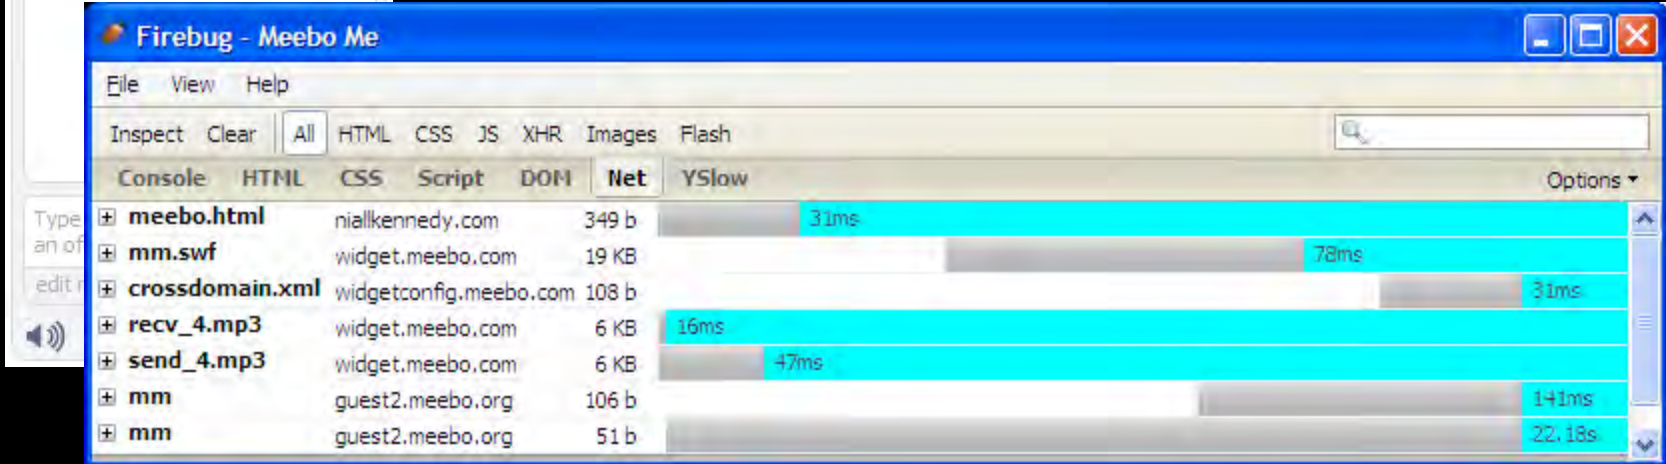 Firebug - Meebo Me
File View Help
Inspect Clear All HTML CSS JS XHR Images Flash
Console HTML CSS Script DOM Net YSlow Options
meebo.html niallkennedy.com 349 b 31ms
mm.swf widget.meebo.com 19 KB 78ms
crossdomain.xml widgetconfig.meebo.com 108 b 31ms
recv_4.mp3 widget.meebo.com 6 KB 16ms
send_4.mp3 widget.meebo.com 6 KB 47ms
mm guest2.meebo.org 106 b 141ms
mm guest2.meebo.org 51 b 22.18s
Type
an of
edit